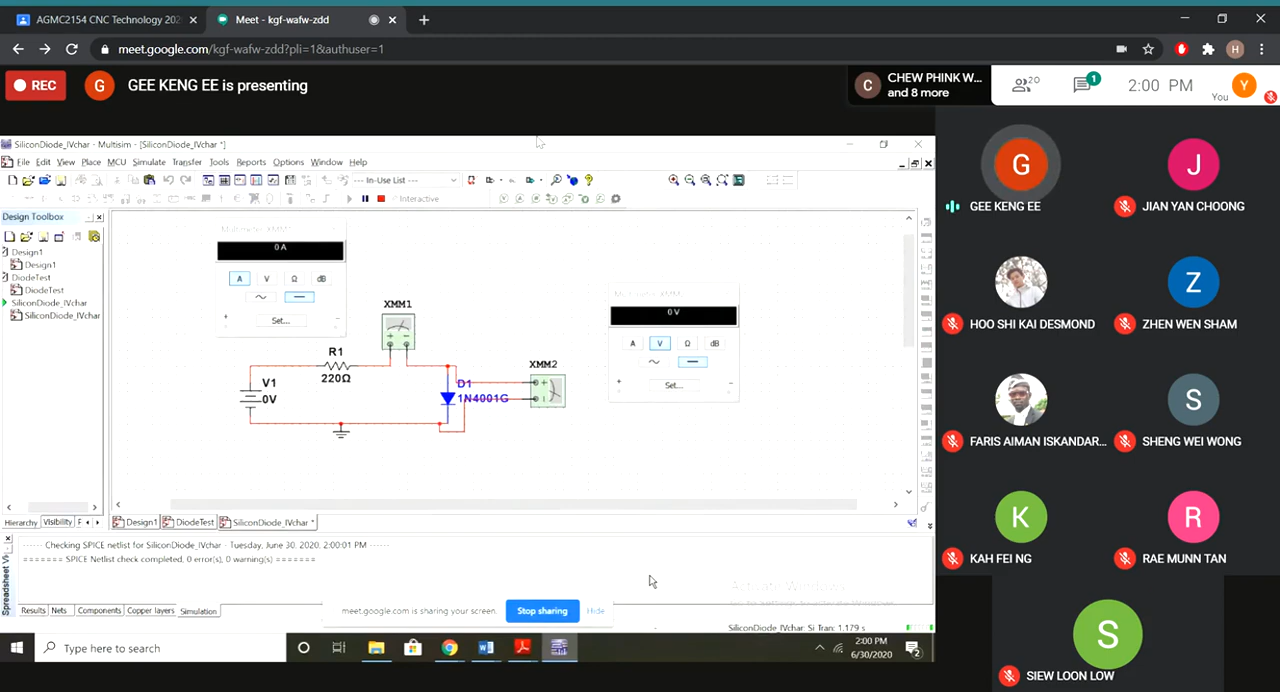 AGMC2154 CNC Technology 202
Meet - kgf-wafw-zdd
meet.google.com/kgf-wafw-zdd?pli=1&authuser=1
H
REC
G
GEE KENG EE is presenting
C
CHEW PHINK W...
and 8 more
20
1
2:00 PM
You
Y
SiliconDiode_IVchar - Multisim - [SiliconDiode_IVchar *]
File Edit View Place MCU Simulate Transfer Tools Reports Options Window Help
--- In-Use List ---
Interactive
Design Toolbox
Design1
Design1
DiodeTest
DiodeTest
SiliconDiode_IVchar
SiliconDiode_IVchar
Hierarchy Visibility
0 A
A V Ω dB
Set...
XMM1
R1
220Ω
V1
0V
D1
1N4001G
XMM2
0 V
A V Ω dB
Set...
Design1 DiodeTest SiliconDiode_IVchar *
Spreadsheet
------ Checking SPICE netlist for SiliconDiode_IVchar - Tuesday, June 30, 2020, 2:00:01 PM ------
======= SPICE Netlist check completed, 0 error(s), 0 warning(s) =======
Results Nets Components Copper layers Simulation
meet.google.com is sharing your screen.
Stop sharing
Hide
Activate Windows
SiliconDiode_IVchar: Si Tran: 1.179 s
Type here to search
2:00 PM
6/30/2020
2
G
GEE KENG EE
J
JIAN YAN CHOONG
HOO SHI KAI DESMOND
Z
ZHEN WEN SHAM
FARIS AIMAN ISKANDAR...
S
SHENG WEI WONG
K
KAH FEI NG
R
RAE MUNN TAN
S
SIEW LOON LOW